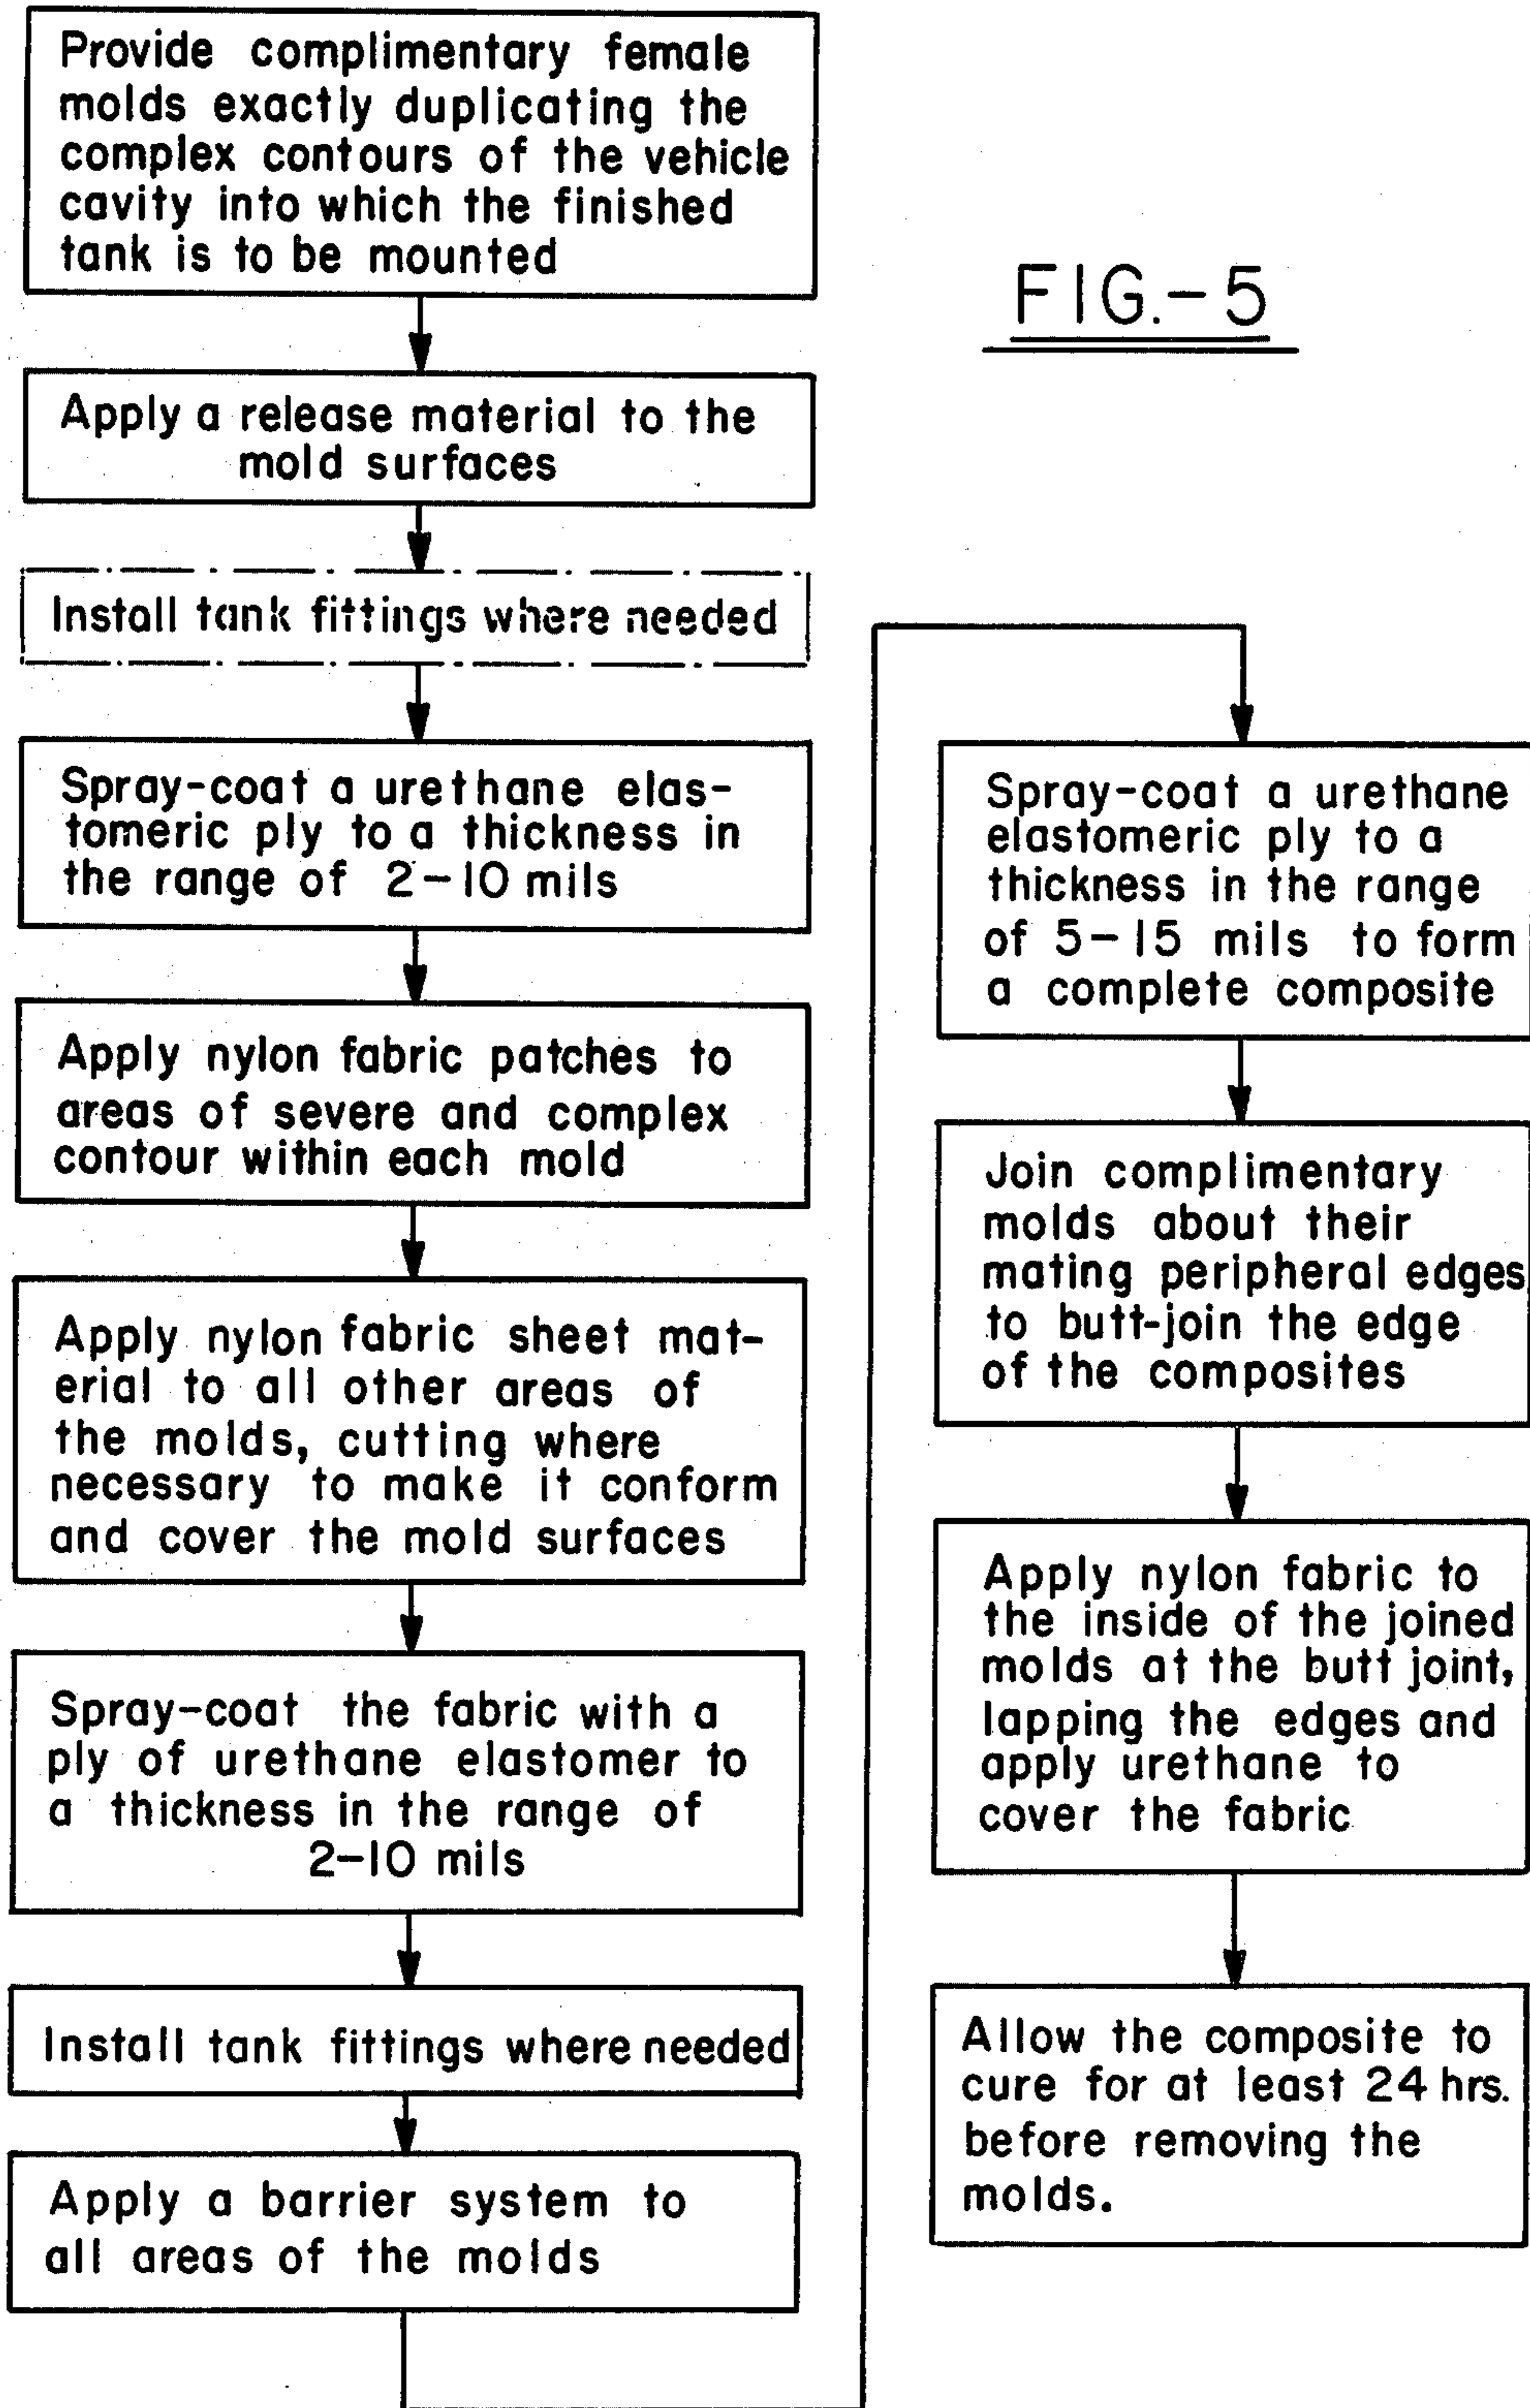 Provide complimentary female
molds exactly duplicating the
complex contours of the vehicle
cavity into which the finished
tank is to be mounted
FIG.-5
Apply a release material to the
mold surfaces
Install tank fittings where needed
Spray-coat a urethane elas-
tomeric ply to a thickness in
the range of 2-10 mils
Apply nylon fabric patches to
areas of severe and complex
contour within each mold
Apply nylon fabric sheet mat-
erial to all other areas of
the molds, cutting where
necessary to make it conform
and cover the mold surfaces
Spray-coat the fabric with a
ply of urethane elastomer to
a thickness in the range of
2-10 mils
Install tank fittings where needed
Apply a barrier system to
all areas of the molds
Spray-coat a urethane
elastomeric ply to a
thickness in the range
of 5-15 mils to form
a complete composite
Join complimentary
molds about their
mating peripheral edges
to butt-join the edge
of the composites
Apply nylon fabric to
the inside of the joined
molds at the butt joint,
lapping the edges and
apply urethane to
cover the fabric
Allow the composite to
cure for at least 24 hrs.
before removing the
molds.